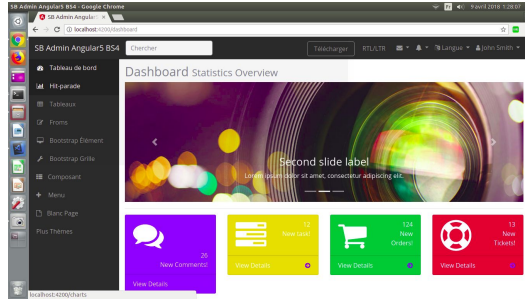 SB Admin Angular5 BS4 - Google Chrome
Fr
9 avril 2018 1:28:07
SB Admin Angular5
localhost:4200/dashboard
SB Admin Angular5 BS4
Chercher
Télécharger
RTL/LTR
Langue
John Smith
Tableau de bord
Hit-parade
Tableaux
Froms
Bootstrap Élément
Bootstrap Grille
Composant
Menu
Blanc Page
Plus Thèmes
Dashboard Statistics Overview
Second slide label
Lorem ipsum dolor sit amet, consectetur adipiscing elit.
26
New Comments!
View Details
12
New task!
View Details
124
New
Orders!
View Details
13
New
Tickets!
View Details
localhost:4200/charts